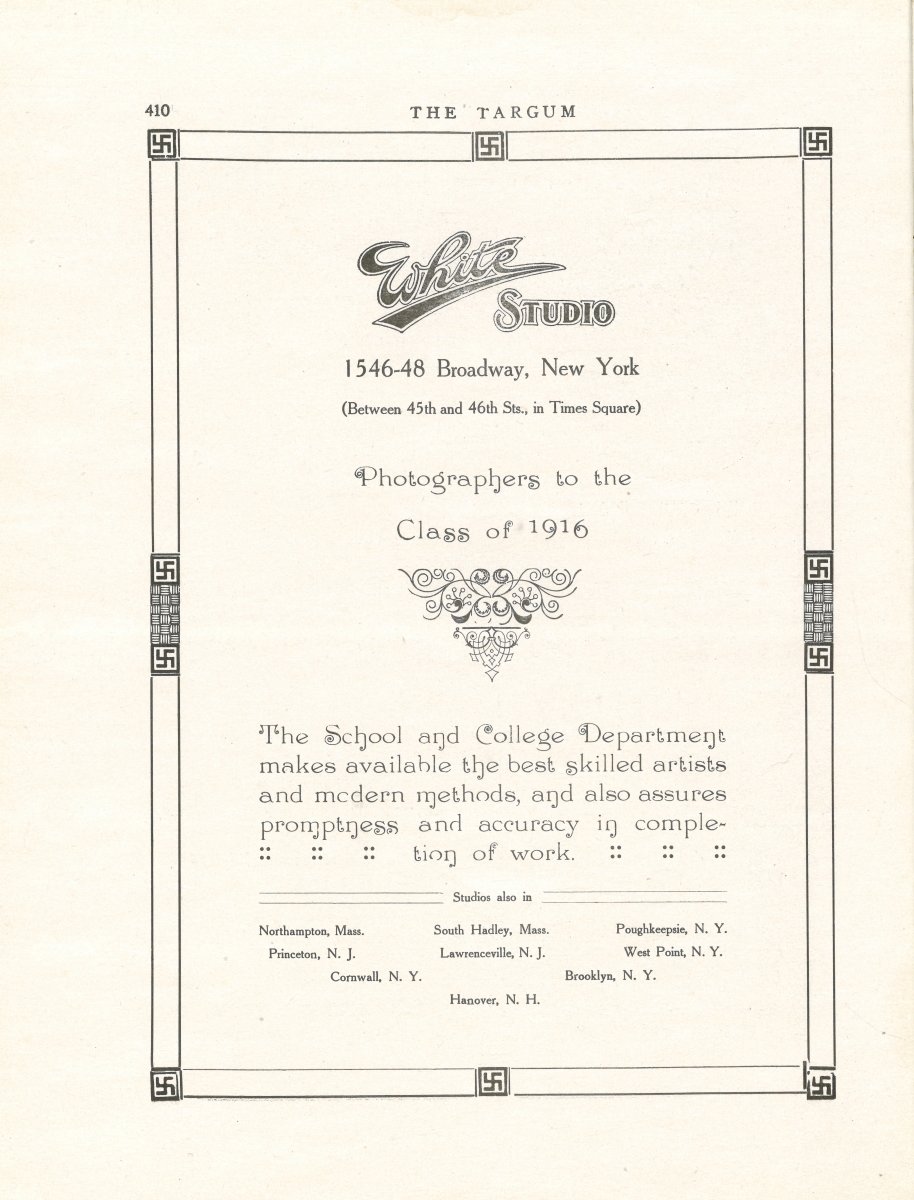 410
THE TARGUM
White
STUDIO
1546-48 Broadway, New York
(Between 45th and 46th Sts., in Times Square)
Photographers to the
Class of 1916
The School and College Department
makes available the best skilled artists
and mcdern methods, and also assures
promptness and accuracy in comple-
tion of work.
Studios also in
Northampton, Mass. South Hadley, Mass. Poughkeepsie, N. Y.
Princeton, N. J. Lawrenceville, N. J. West Point, N. Y.
Cornwall, N. Y. Brooklyn, N. Y.
Hanover, N. H.